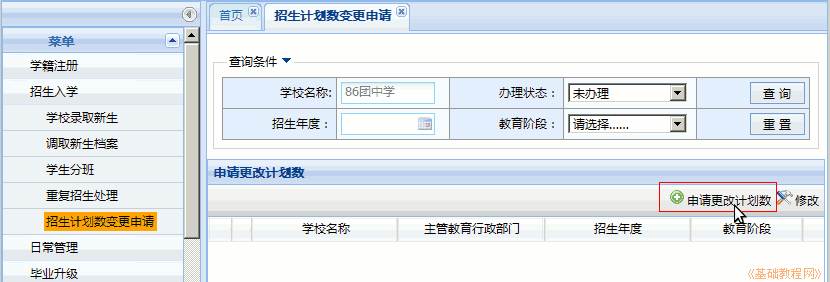 首页 招生计划数变更申请
菜单
学籍注册
招生入学
学校录取新生
调取新生档案
学生分班
重复招生处理
招生计划数变更申请
日常管理
毕业升级
查询条件
学校名称: 86团中学 办理状态： 未办理 查 询
招生年度： 教育阶段： 请选择...... 重 置
申请更改计划数
申请更改计划数 修改
学校名称 主管教育行政部门 招生年度 教育阶段
《基础教程网》